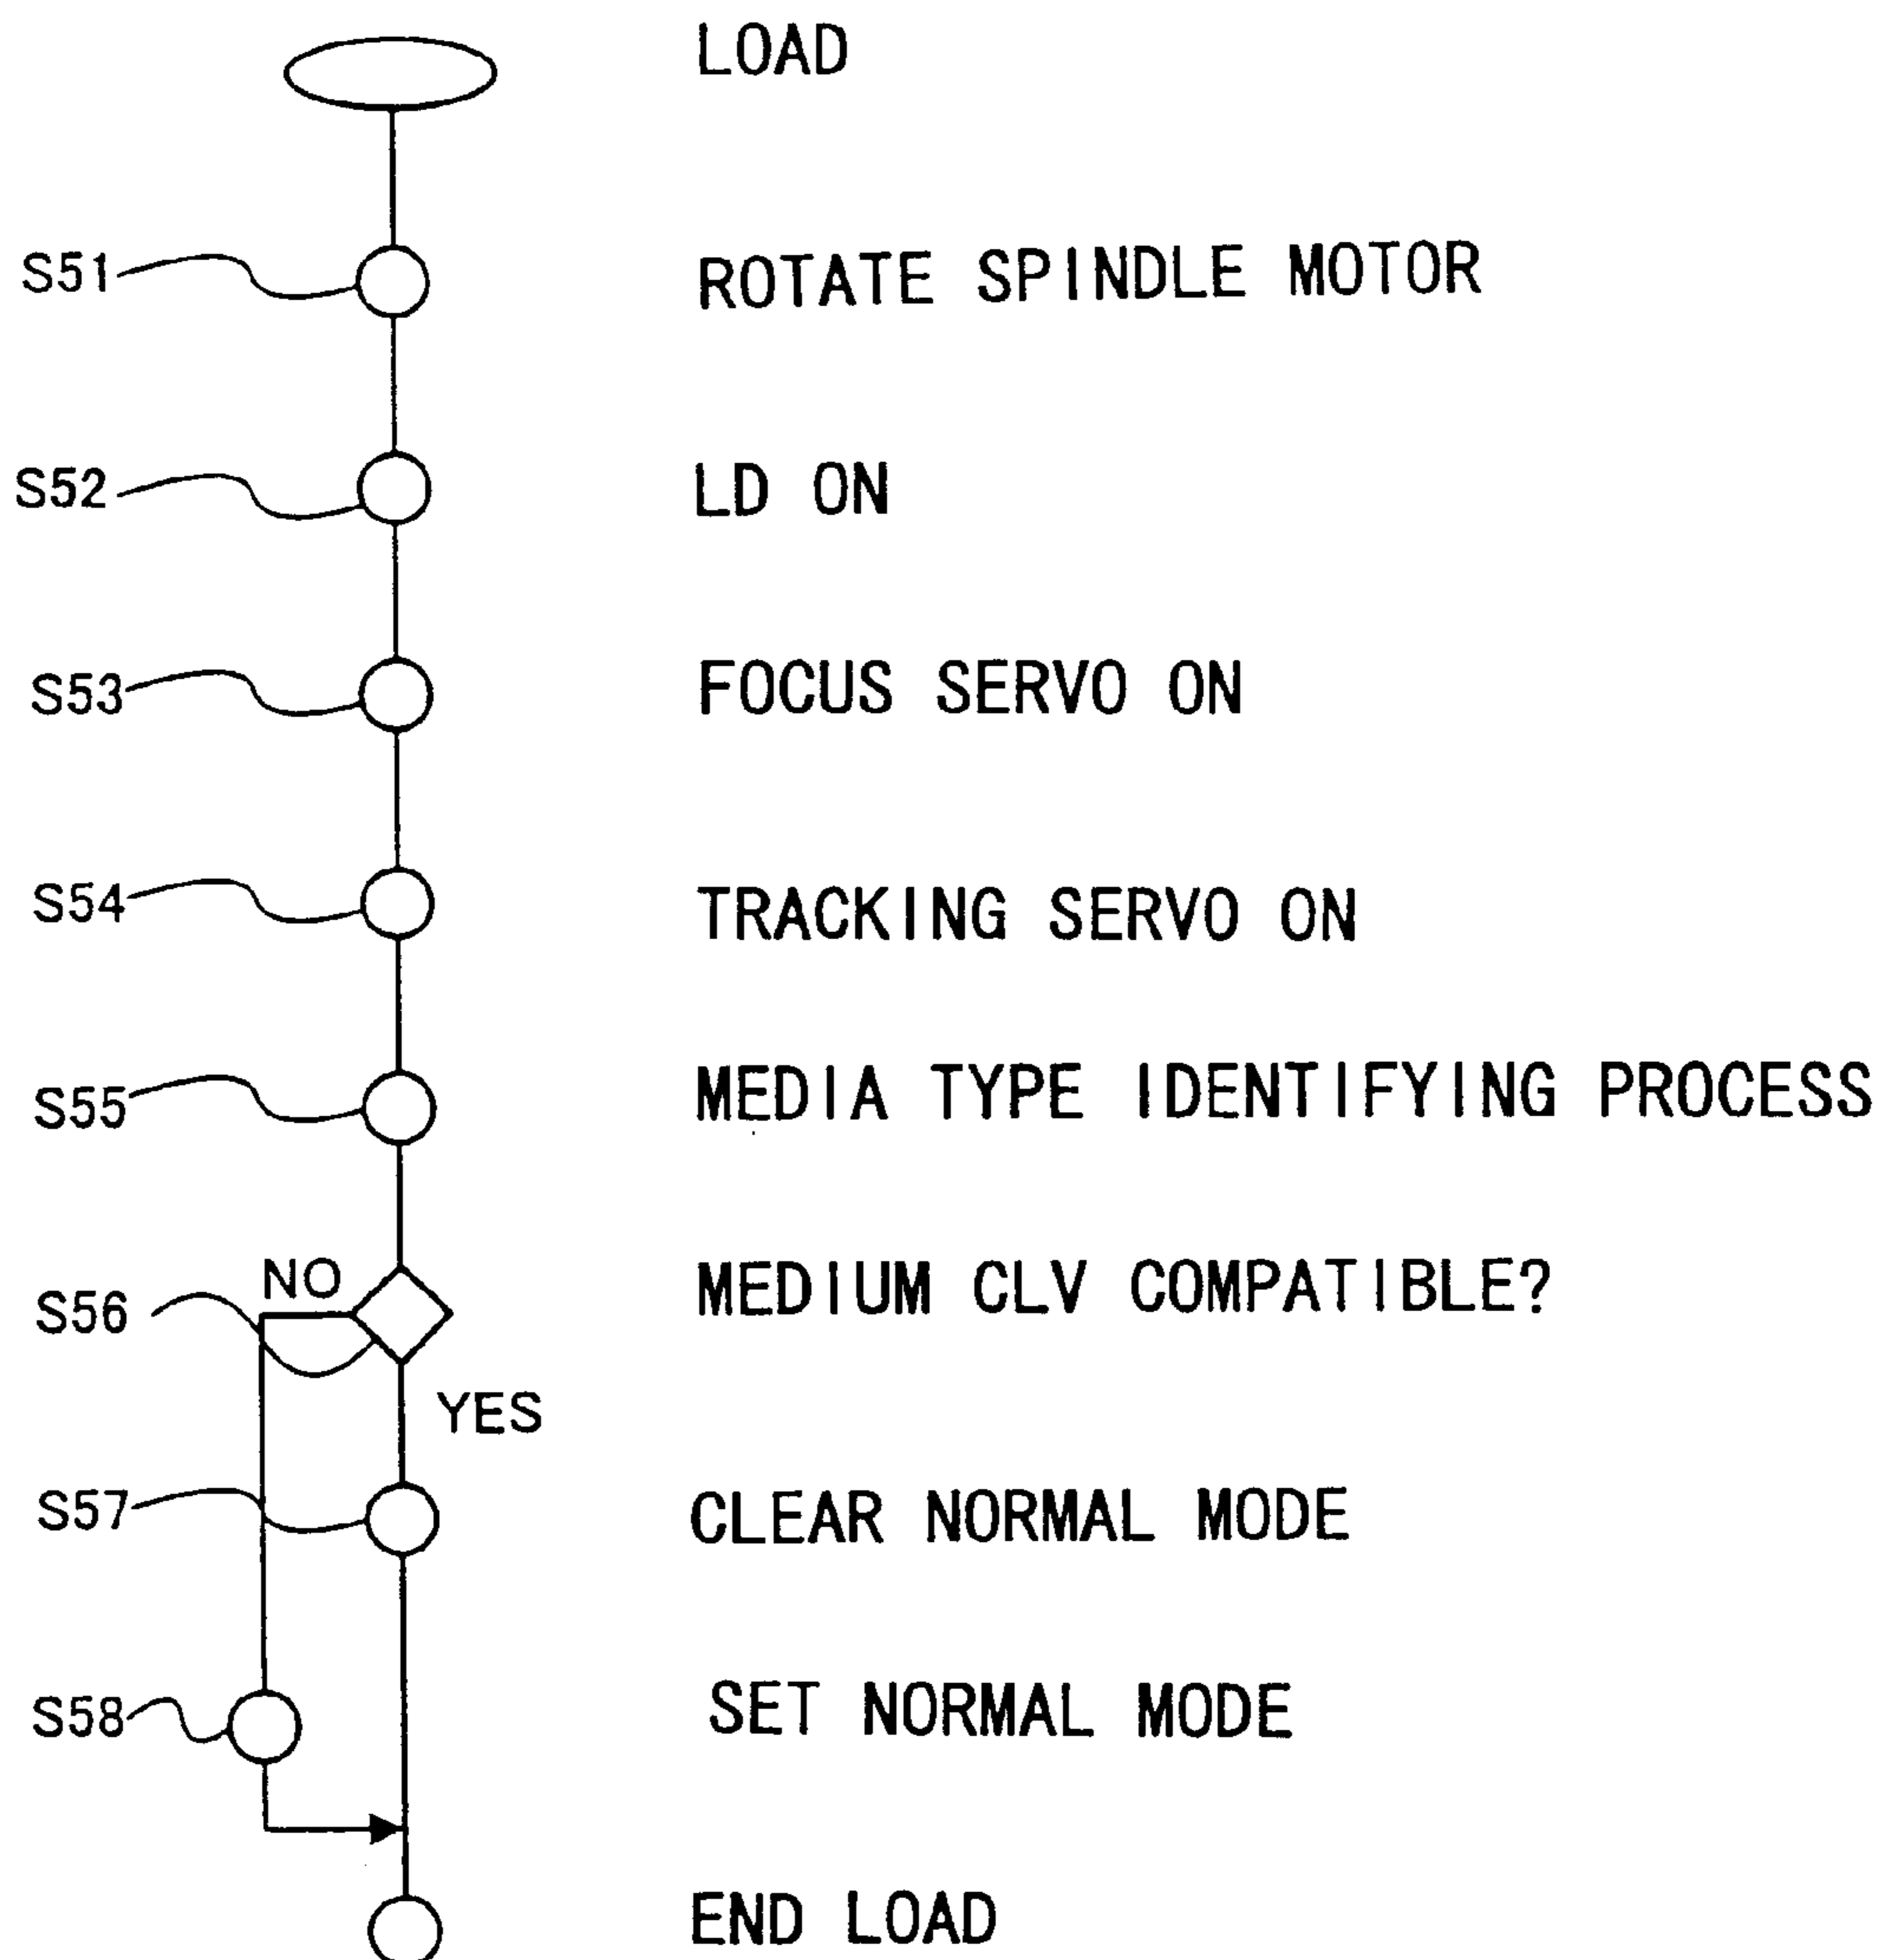 LOAD
S51 ROTATE SPINDLE MOTOR
S52 LD ON
S53 FOCUS SERVO ON
S54 TRACKING SERVO ON
S55 MEDIA TYPE IDENTIFYING PROCESS
NO
S56 MEDIUM CLV COMPATIBLE?
YES
S57 CLEAR NORMAL MODE
S58 SET NORMAL MODE
END LOAD